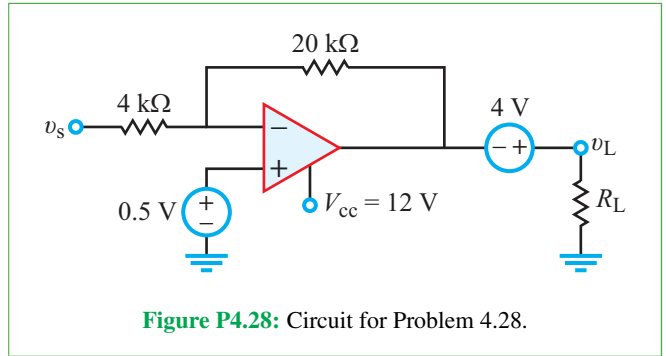 20 kΩ
4 kΩ
4 V
υs
−
− +
υL
+
0.5 V
+
−
Vcc = 12 V
RL
Figure P4.28: Circuit for Problem 4.28.